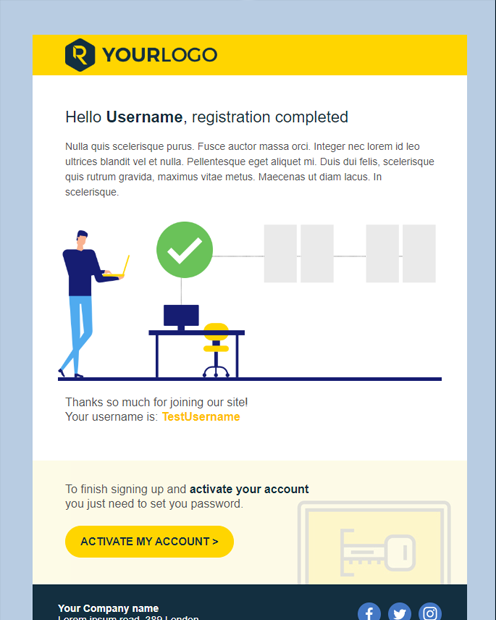 YOURLOGO
Hello Username, registration completed
Nulla quis scelerisque purus. Fusce auctor massa orci. Integer nec lorem id leo
ultrices blandit vel et nulla. Pellentesque eget aliquet mi. Duis dui felis, scelerisque
quis rutrum gravida, maximus vitae metus. Maecenas ut diam lacus. In
scelerisque.
Thanks so much for joining our site!
Your username is: TestUsername
To finish signing up and activate your account
you just need to set you password.
ACTIVATE MY ACCOUNT >
Your Company name
Lorem ipsum road, 389 London